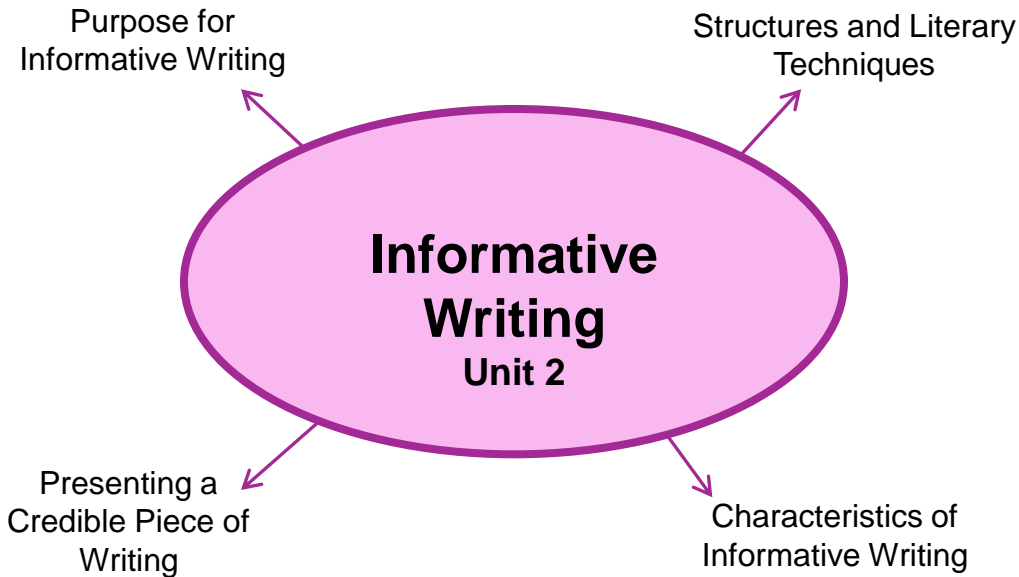 Purpose for
Informative Writing
Structures and Literary
Techniques
Informative
Writing
Unit 2
Presenting a
Credible Piece of
Writing
Characteristics of
Informative Writing